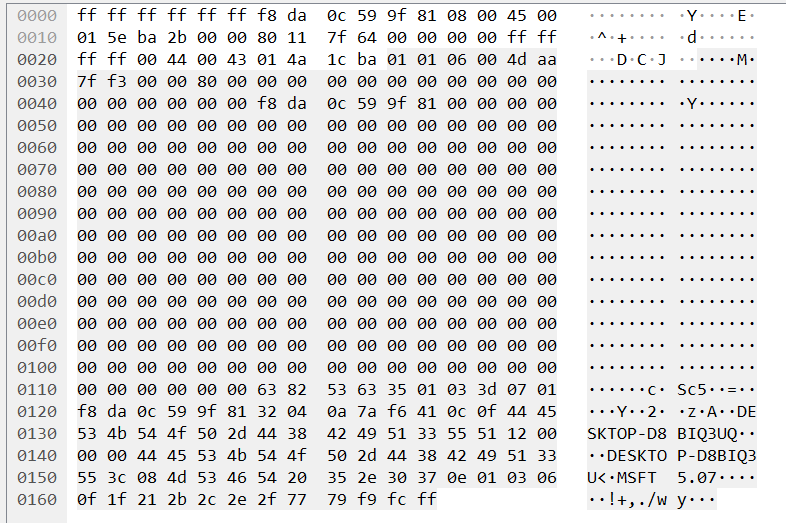 0000 ff ff ff ff ff ff f8 da 0c 59 9f 81 08 00 45 00 ········ ·Y····E·
0010 01 5e ba 2b 00 00 80 11 7f 64 00 00 00 00 ff ff ·^·+···· ·d······
0020 ff ff 00 44 00 43 01 4a 1c ba 01 01 06 00 4d aa ···D·C·J ······M·
0030 7f f3 00 00 80 00 00 00 00 00 00 00 00 00 00 00 ········ ········
0040 00 00 00 00 00 00 f8 da 0c 59 9f 81 00 00 00 00 ········ ·Y······
0050 00 00 00 00 00 00 00 00 00 00 00 00 00 00 00 00 ········ ········
0060 00 00 00 00 00 00 00 00 00 00 00 00 00 00 00 00 ········ ········
0070 00 00 00 00 00 00 00 00 00 00 00 00 00 00 00 00 ········ ········
0080 00 00 00 00 00 00 00 00 00 00 00 00 00 00 00 00 ········ ········
0090 00 00 00 00 00 00 00 00 00 00 00 00 00 00 00 00 ········ ········
00a0 00 00 00 00 00 00 00 00 00 00 00 00 00 00 00 00 ········ ········
00b0 00 00 00 00 00 00 00 00 00 00 00 00 00 00 00 00 ········ ········
00c0 00 00 00 00 00 00 00 00 00 00 00 00 00 00 00 00 ········ ········
00d0 00 00 00 00 00 00 00 00 00 00 00 00 00 00 00 00 ········ ········
00e0 00 00 00 00 00 00 00 00 00 00 00 00 00 00 00 00 ········ ········
00f0 00 00 00 00 00 00 00 00 00 00 00 00 00 00 00 00 ········ ········
0100 00 00 00 00 00 00 00 00 00 00 00 00 00 00 00 00 ········ ········
0110 00 00 00 00 00 00 63 82 53 63 35 01 03 3d 07 01 ······c· Sc5··=··
0120 f8 da 0c 59 9f 81 32 04 0a 7a f6 41 0c 0f 44 45 ···Y··2· ·z·A··DE
0130 53 4b 54 4f 50 2d 44 38 42 49 51 33 55 51 12 00 SKTOP-D8 BIQ3UQ··
0140 00 00 44 45 53 4b 54 4f 50 2d 44 38 42 49 51 33 ··DESKTO P-D8BIQ3
0150 55 3c 08 4d 53 46 54 20 35 2e 30 37 0e 01 03 06 U<·MSFT 5.07····
0160 0f 1f 21 2b 2c 2e 2f 77 79 f9 fc ff ··!+,./w y···